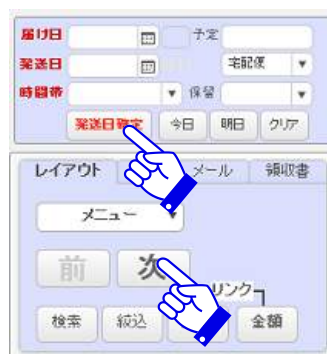 届け日 予定
発送日 宅配便
時間帯 保留
発送日確定 今日 明日 クリア
レイアウト メール 領収書
メニュー
前 次
リンク
検索 絞込 金額